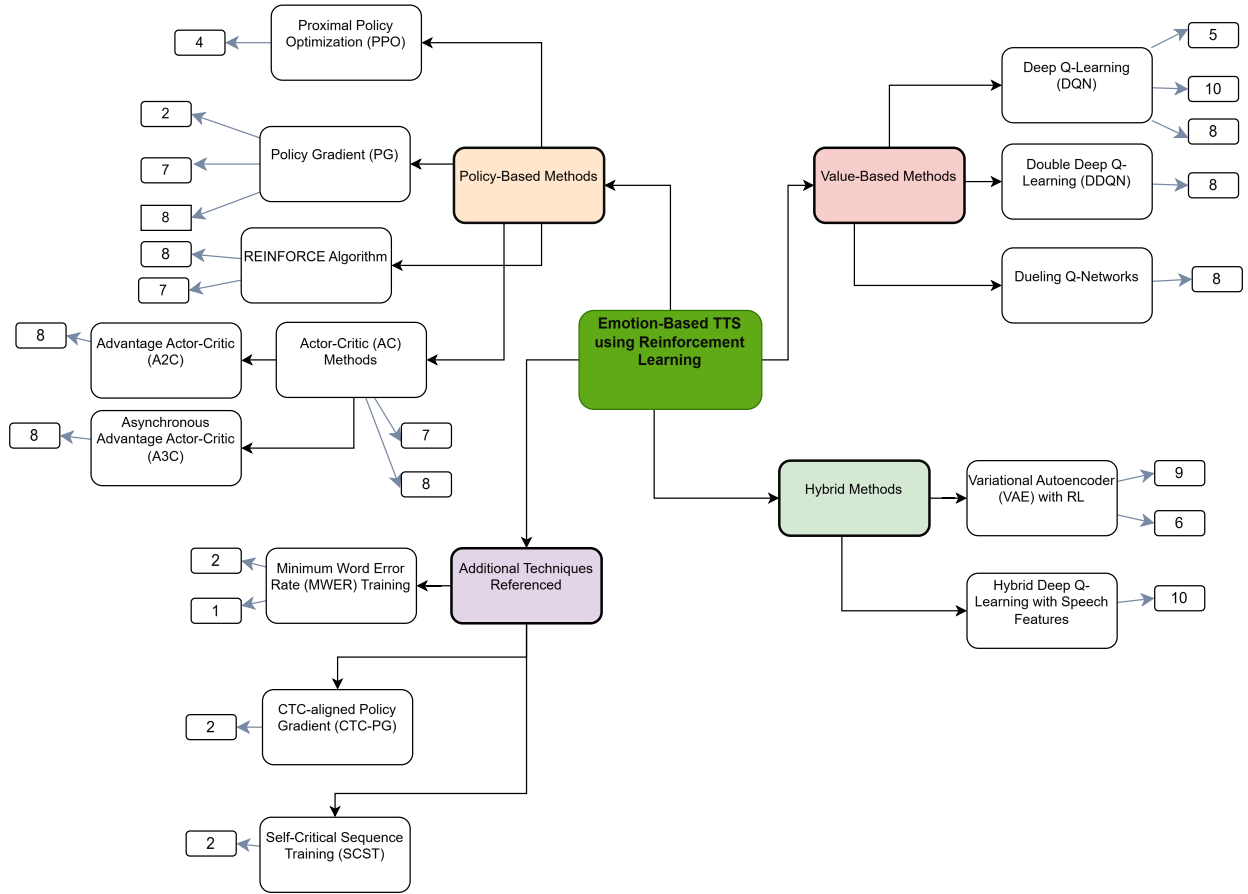 Proximal Policy
Optimization (PPO)
4
2
Policy Gradient (PG)
7
8
REINFORCE Algorithm
8
7
Policy-Based Methods
Advantage Actor-Critic
(A2C)
8
Actor-Critic (AC)
Methods
Asynchronous
Advantage Actor-Critic
(A3C)
8
7
8
Emotion-Based TTS
using Reinforcement
Learning
Value-Based Methods
Deep Q-Learning
(DQN)
5
10
8
Double Deep Q-
Learning (DDQN)
8
Dueling Q-Networks
8
Hybrid Methods
Variational Autoencoder
(VAE) with RL
9
6
Hybrid Deep Q-
Learning with Speech
Features
10
Additional Techniques
Referenced
Minimum Word Error
Rate (MWER) Training
2
1
CTC-aligned Policy
Gradient (CTC-PG)
2
Self-Critical Sequence
Training (SCST)
2